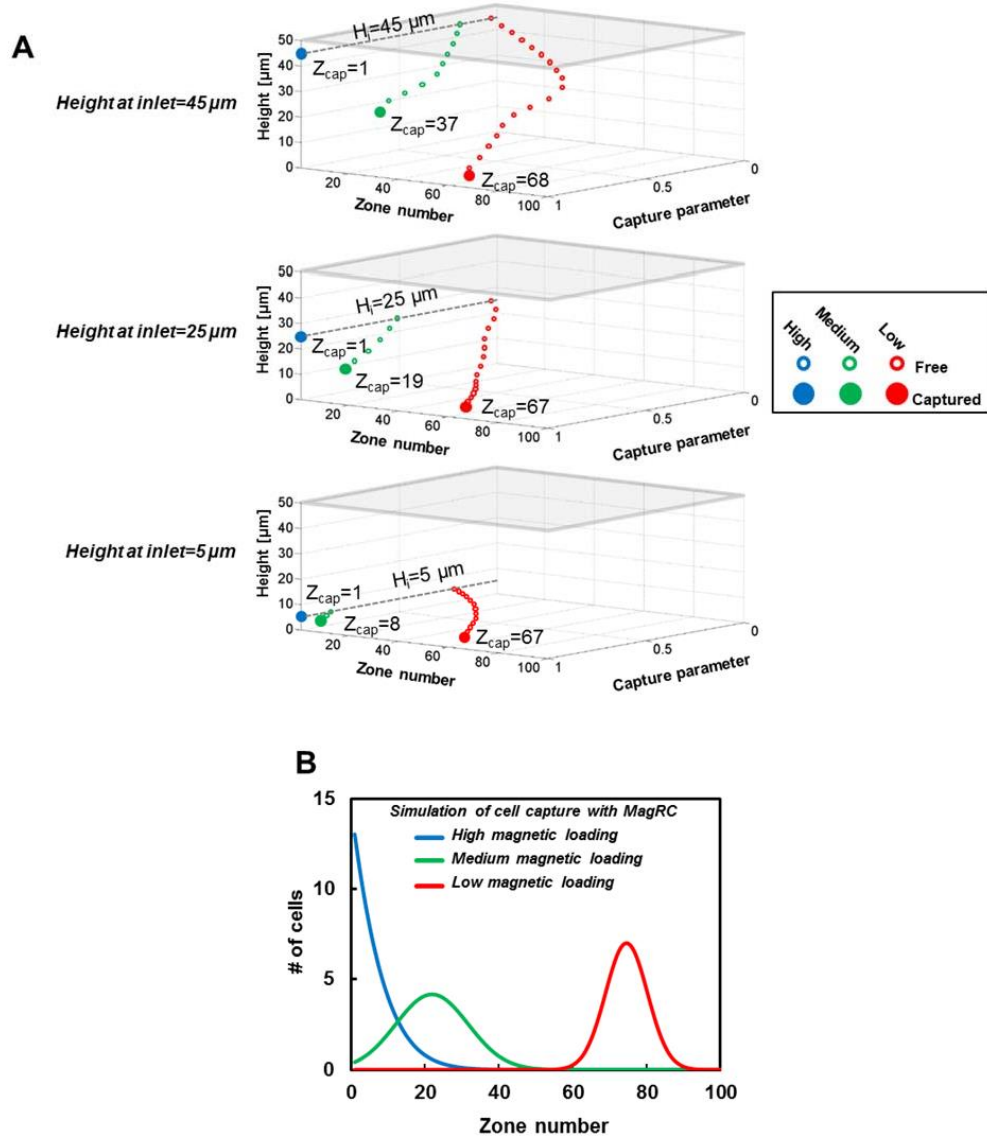 A
Height at inlet=45 µm
Height [µm]
50
40
30
20
10
0
Hi=45 µm
Zcap=1
Zcap=37
Zcap=68
20
40
60
80
100
Zone number
1
0.5
0
Capture parameter
Height at inlet=25 µm
Height [µm]
50
40
30
20
10
0
Hi=25 µm
Zcap=1
Zcap=19
Zcap=67
20
40
60
80
100
Zone number
1
0.5
0
Capture parameter
High
Medium
Low
Free
Captured
Height at inlet=5 µm
Height [µm]
50
40
30
20
10
0
Hi=5 µm
Zcap=1
Zcap=8
Zcap=67
20
40
60
80
100
Zone number
1
0.5
0
Capture parameter
B
Simulation of cell capture with MagRC
High magnetic loading
Medium magnetic loading
Low magnetic loading
# of cells
15
10
5
0
0 20 40 60 80 100
Zone number